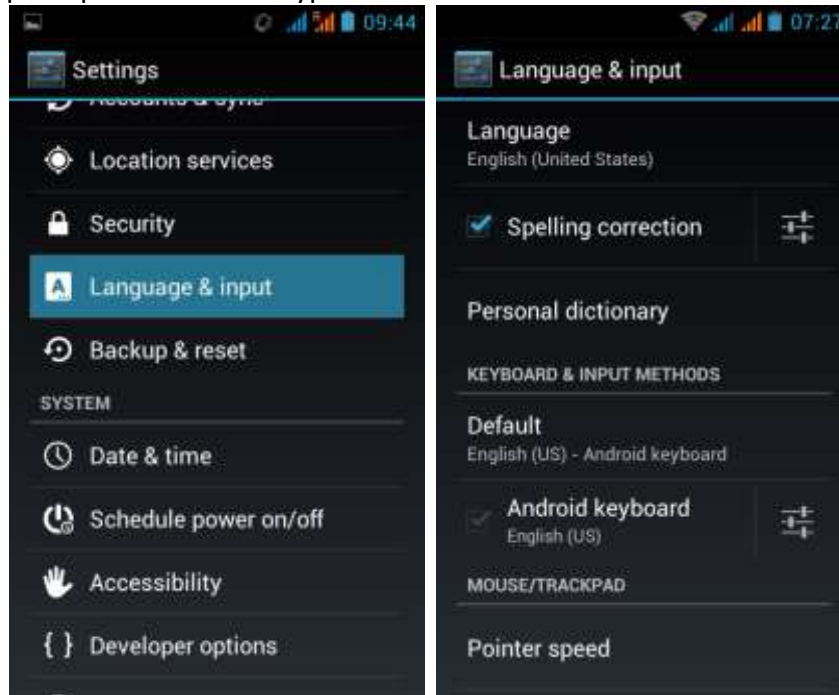 09:44
Settings
Accounts & sync
Location services
Security
Language & input
Backup & reset
SYSTEM
Date & time
Schedule power on/off
Accessibility
{ } Developer options
07:27
Language & input
Language
English (United States)
Spelling correction
Personal dictionary
KEYBOARD & INPUT METHODS
Default
English (US) - Android keyboard
Android keyboard
English (US)
MOUSE/TRACKPAD
Pointer speed